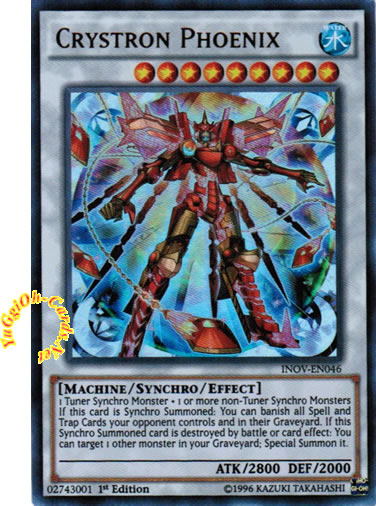 CRYSTRON PHOENIX
WATER
水
YuGiOh-Cards.Net
INOV-EN046
[MACHINE/SYNCHRO/EFFECT]
1 Tuner Synchro Monster + 1 or more non-Tuner Synchro Monsters
If this card is Synchro Summoned: You can banish all Spell and
Trap Cards your opponent controls and in their Graveyard. If this
Synchro Summoned card is destroyed by battle or card effect: You
can target 1 other monster in your Graveyard; Special Summon it.
ATK/2800 DEF/2000
02743001 1st Edition ©1996 KAZUKI TAKAHASHI